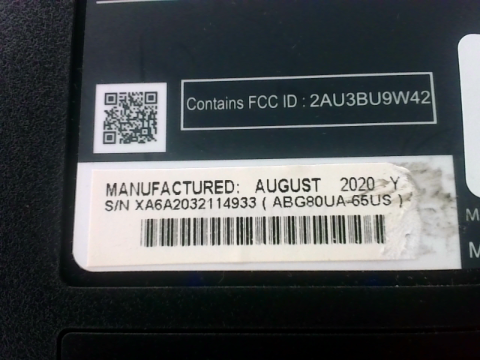 Contains FCC ID : 2AU3BU9W42
MANUFACTURED: AUGUST 2020 Y
S/N XA6A2032114933 ( ABG80UA-65US )
M
M